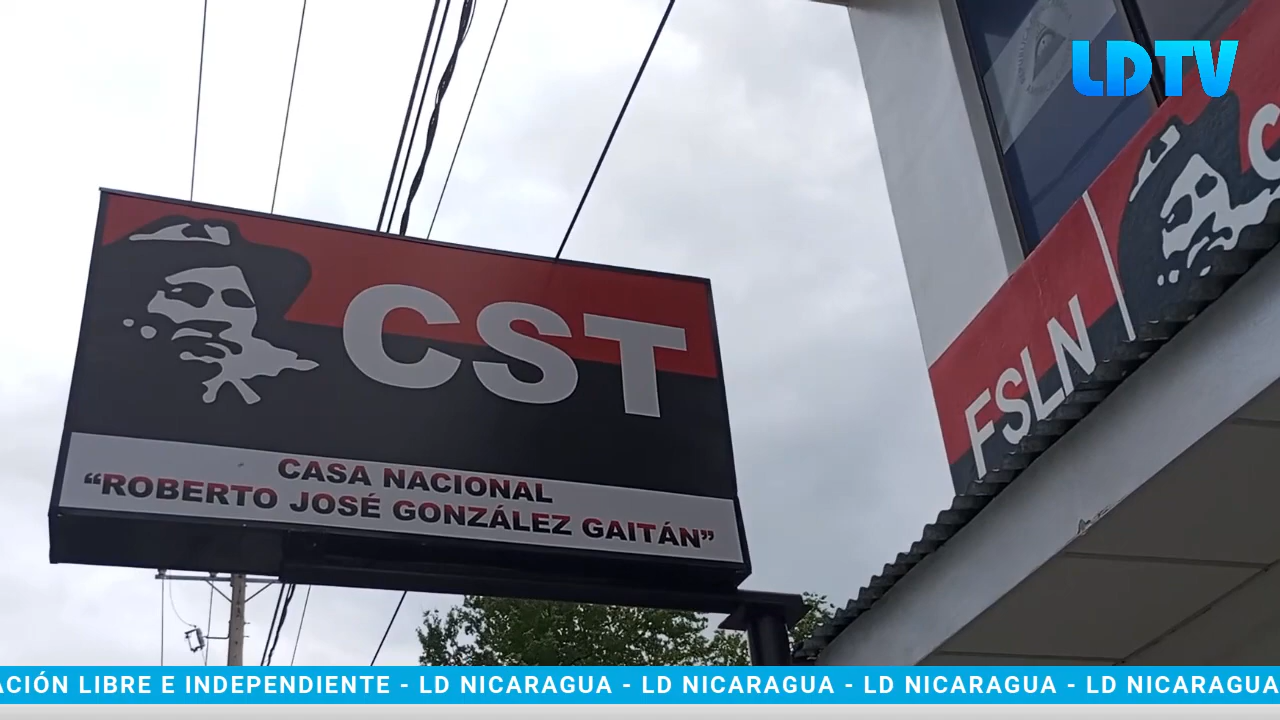 LDTV
CST
CASA NACIONAL
“ROBERTO JOSÉ GONZÁLEZ GAITÁN”
FSLN
C
ACIÓN LIBRE E INDEPENDIENTE - LD NICARAGUA - LD NICARAGUA - LD NICARAGUA - LD NICARAGUA